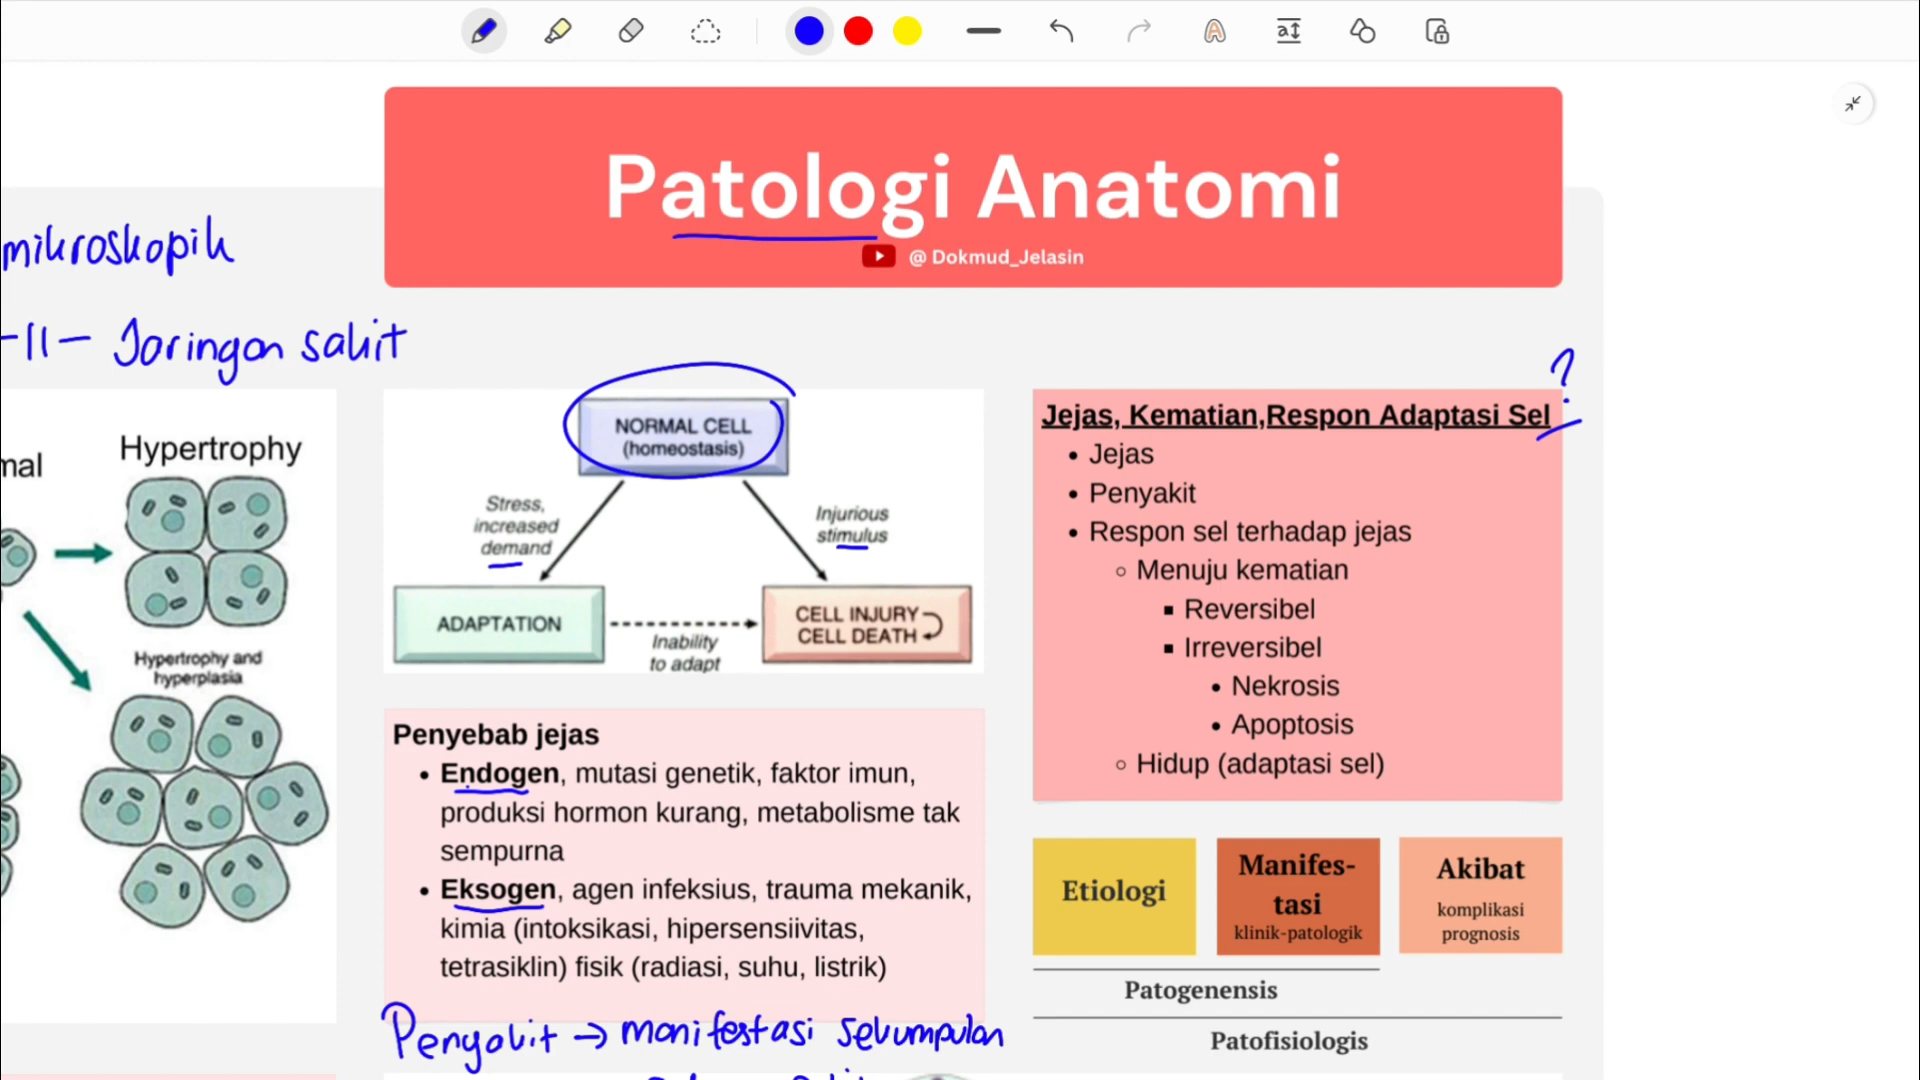 Patologi Anatomi
@ Dokmud_Jelasin
mikroskopik
-11- Jaringan sakit
mal
Hypertrophy
Hypertrophy and
hyperplasia
NORMAL CELL
(homeostasis)
Stress,
increased
demand
Injurious
stimulus
ADAPTATION
Inability
to adapt
CELL INJURY
CELL DEATH
Penyebab jejas
• Endogen, mutasi genetik, faktor imun,
produksi hormon kurang, metabolisme tak
sempurna
• Eksogen, agen infeksius, trauma mekanik,
kimia (intoksikasi, hipersensiivitas,
tetrasiklin) fisik (radiasi, suhu, listrik)
Penyakit → manifestasi sekumpulan
?
Jejas, Kematian,Respon Adaptasi Sel
• Jejas
• Penyakit
• Respon sel terhadap jejas
○ Menuju kematian
▪ Reversibel
▪ Irreversibel
• Nekrosis
• Apoptosis
○ Hidup (adaptasi sel)
Etiologi
Manifes-
tasi
klinik-patologik
Akibat
komplikasi
prognosis
Patogenensis
Patofisiologis